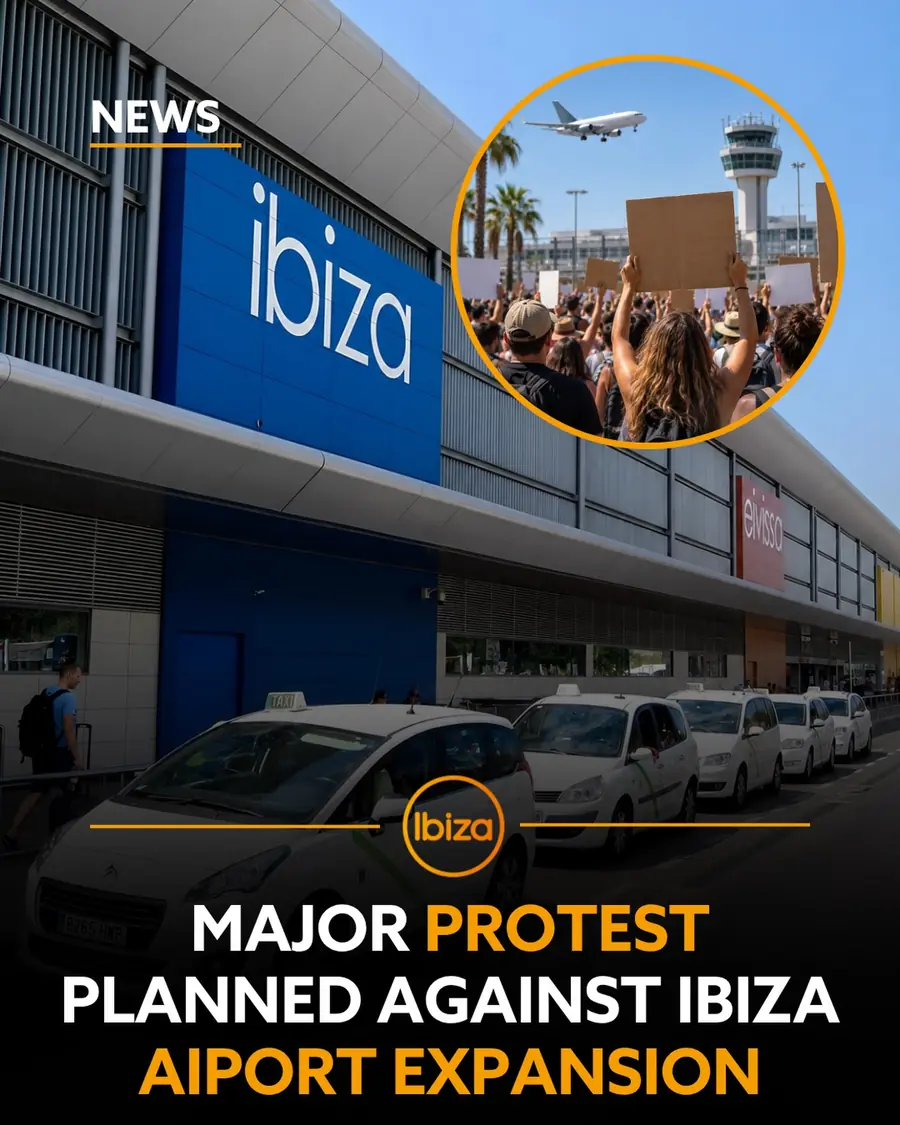 NEWS
ibiza
eivissa
TAXI
Ibiza
MAJOR PROTEST
PLANNED AGAINST IBIZA
AIPORT EXPANSION